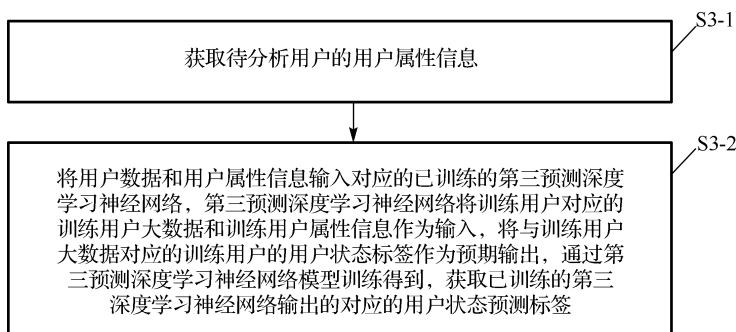 S3-1
获取待分析用户的用户属性信息
S3-2
将用户数据和用户属性信息输入对应的已训练的第三预测深度
学习神经网络，第三预测深度学习神经网络将训练用户对应的
训练用户大数据和训练用户属性信息作为输入，将与训练用户
大数据对应的训练用户的用户状态标签作为预期输出，通过第
三预测深度学习神经网络模型训练得到，获取已训练的第三
深度学习神经网络输出的对应的用户状态预测标签